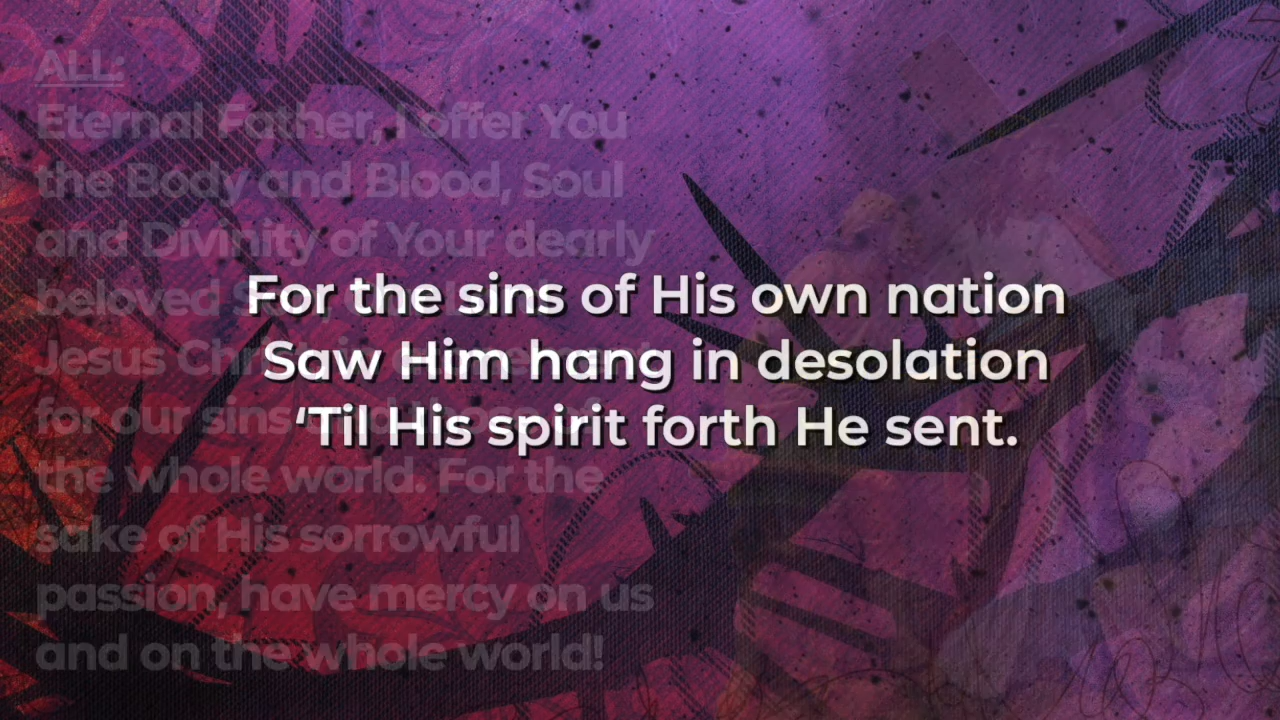 ALL:
Eternal Father, I offer You
the Body and Blood, Soul
and Divinity of Your dearly
beloved
Jesus
for our sins
the whole world. For the
sake of His sorrowful
passion, have mercy on us
and on the whole world!
For the sins of His own nation
Saw Him hang in desolation
‘Til His spirit forth He sent.